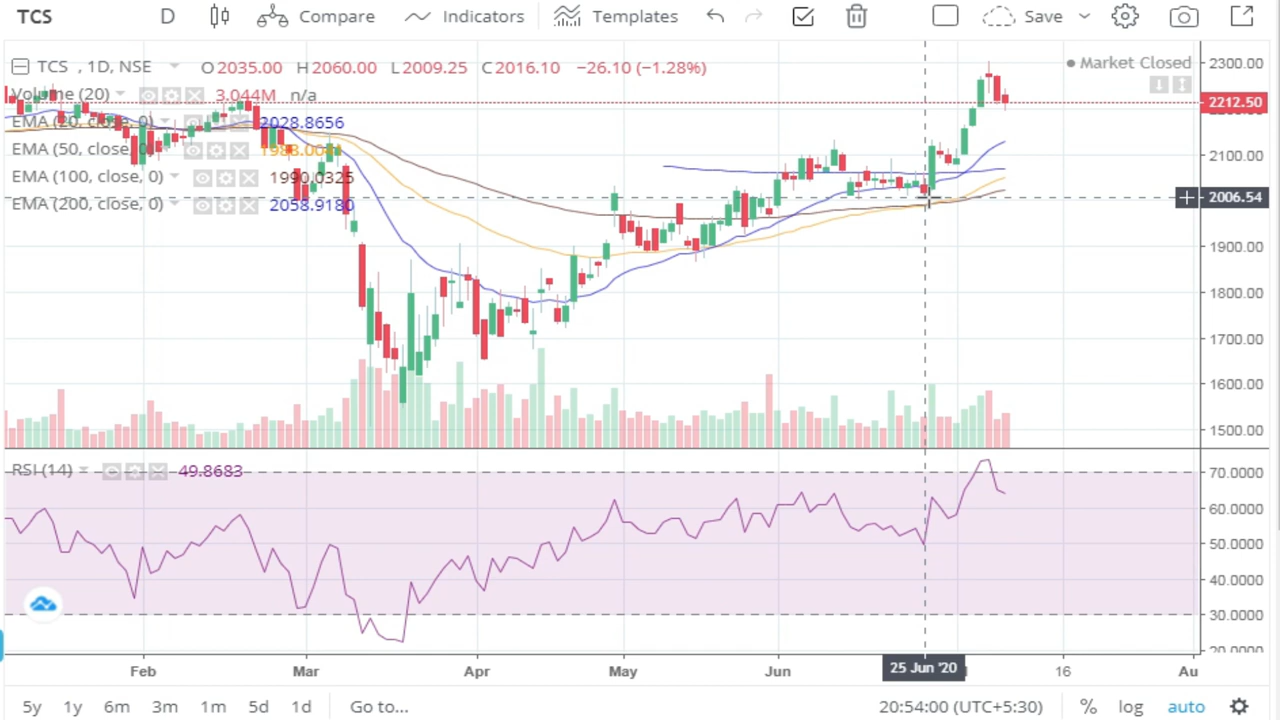 TCS D Compare Indicators Templates Save
TCS , 1D, NSE O2035.00 H2060.00 L2009.25 C2016.10 −26.10 (−1.28%)
Market Closed
2300.00
Volume (20) 3.044M n/a
2212.50
EMA (20, close, 0) 2028.8656
EMA (50, close, 0)
2100.00
EMA (100, close, 0) 1990.0325
2006.54
EMA (200, close, 0) 2058.9180
1900.00
1800.00
1700.00
1600.00
1500.00
RSI (14) 49.8683
70.0000
60.0000
50.0000
40.0000
30.0000
20.0000
Feb Mar Apr May Jun 25 Jun '20 16 Au
5y 1y 6m 3m 1m 5d 1d Go to... 20:54:00 (UTC+5:30) % log auto